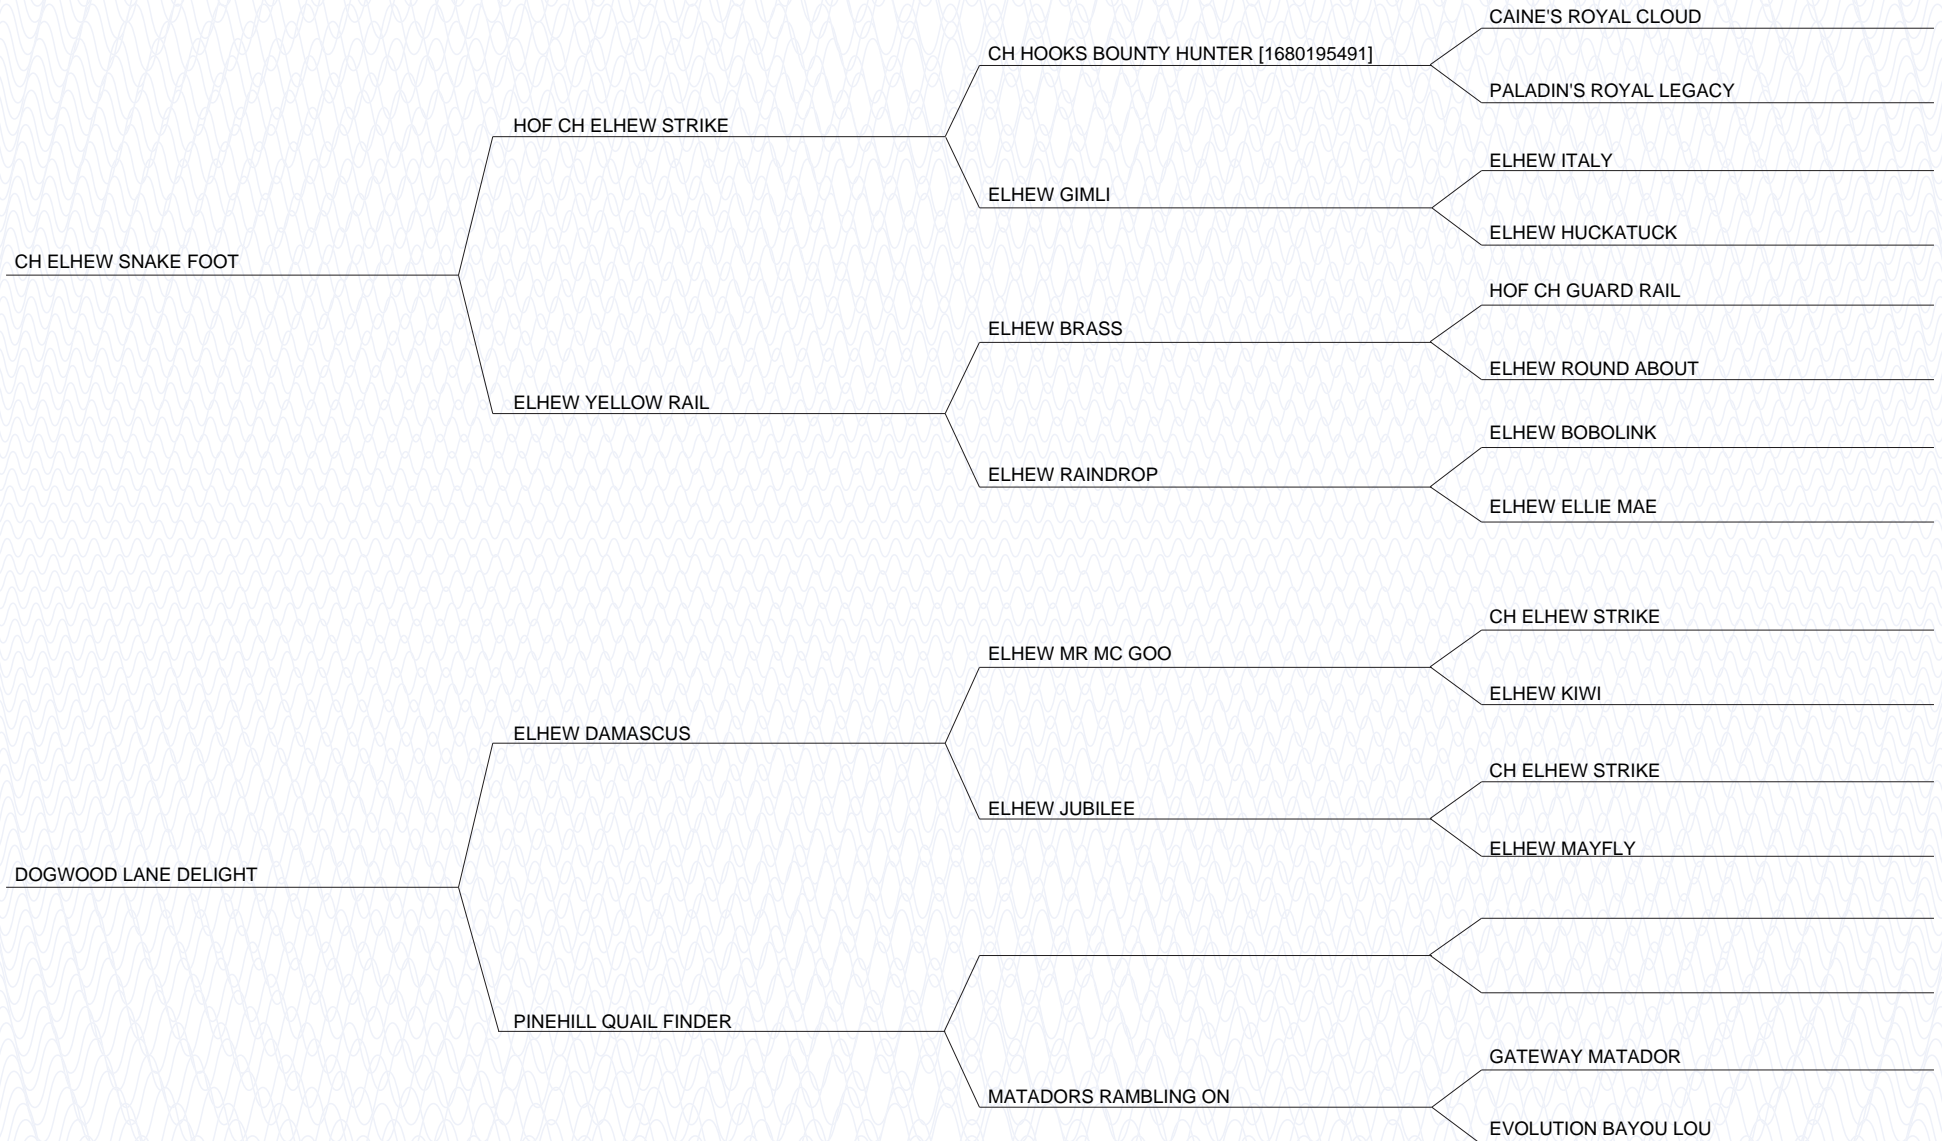 CAINE'S ROYAL CLOUD
CH HOOKS BOUNTY HUNTER [1680195491]
PALADIN'S ROYAL LEGACY
HOF CH ELHEW STRIKE
ELHEW ITALY
ELHEW GIMLI
ELHEW HUCKATUCK
CH ELHEW SNAKE FOOT
HOF CH GUARD RAIL
ELHEW BRASS
ELHEW ROUND ABOUT
ELHEW YELLOW RAIL
ELHEW BOBOLINK
ELHEW RAINDROP
ELHEW ELLIE MAE
CH ELHEW STRIKE
ELHEW MR MC GOO
ELHEW KIWI
ELHEW DAMASCUS
CH ELHEW STRIKE
ELHEW JUBILEE
ELHEW MAYFLY
DOGWOOD LANE DELIGHT
PINEHILL QUAIL FINDER
GATEWAY MATADOR
MATADORS RAMBLING ON
EVOLUTION BAYOU LOU